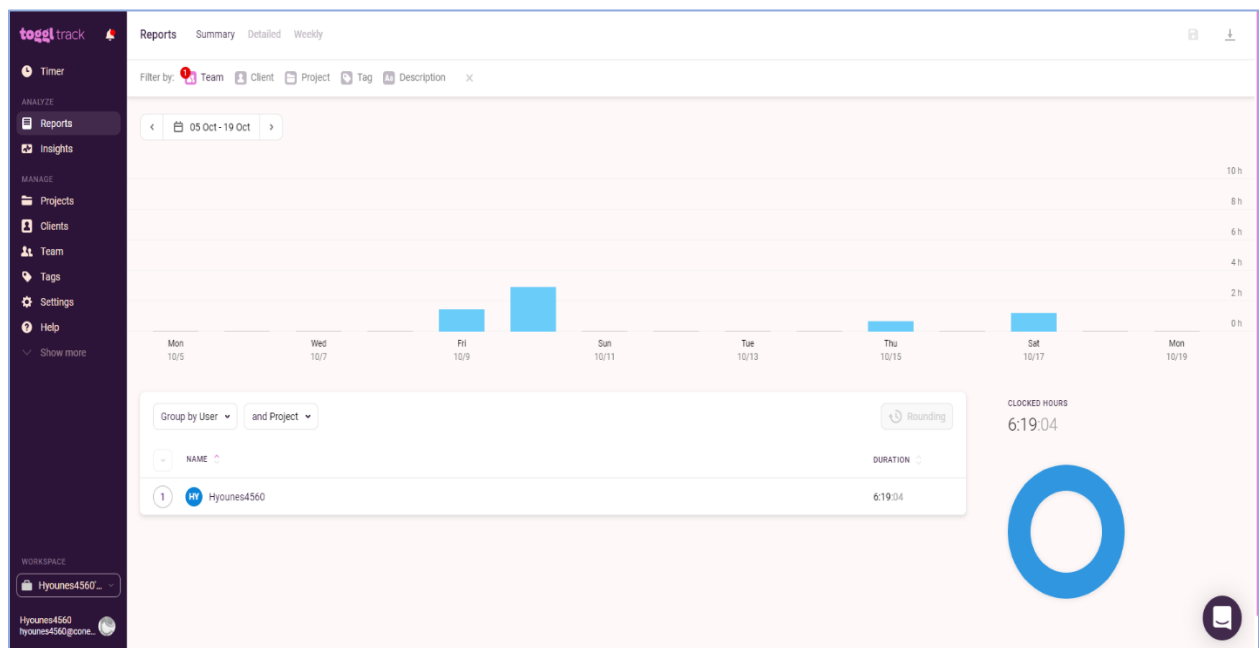 toggl track
Timer
ANALYZE
Reports
Insights
MANAGE
Projects
Clients
Team
Tags
Settings
Help
Show more
WORKSPACE
Hyounes4560'...
Hyounes4560
hyounes4560@cone...
Reports Summary Detailed Weekly
Filter by: 1 Team Client Project Tag Aa Description
05 Oct - 19 Oct
10 h
8 h
6 h
4 h
2 h
0 h
Mon Wed Fri Sun Tue Thu Sat Mon
10/5 10/7 10/9 10/11 10/13 10/15 10/17 10/19
Group by User and Project Rounding
NAME DURATION
1 HY Hyounes4560 6:19:04
CLOCKED HOURS
6:19:04